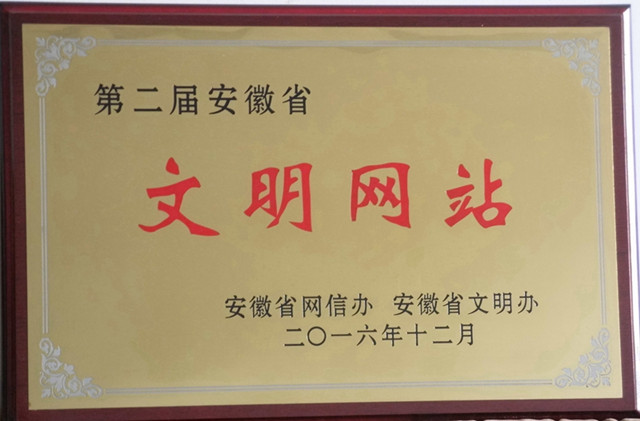 第二届安徽省
文明网站
安徽省网信办 安徽省文明办
二〇一六年十二月